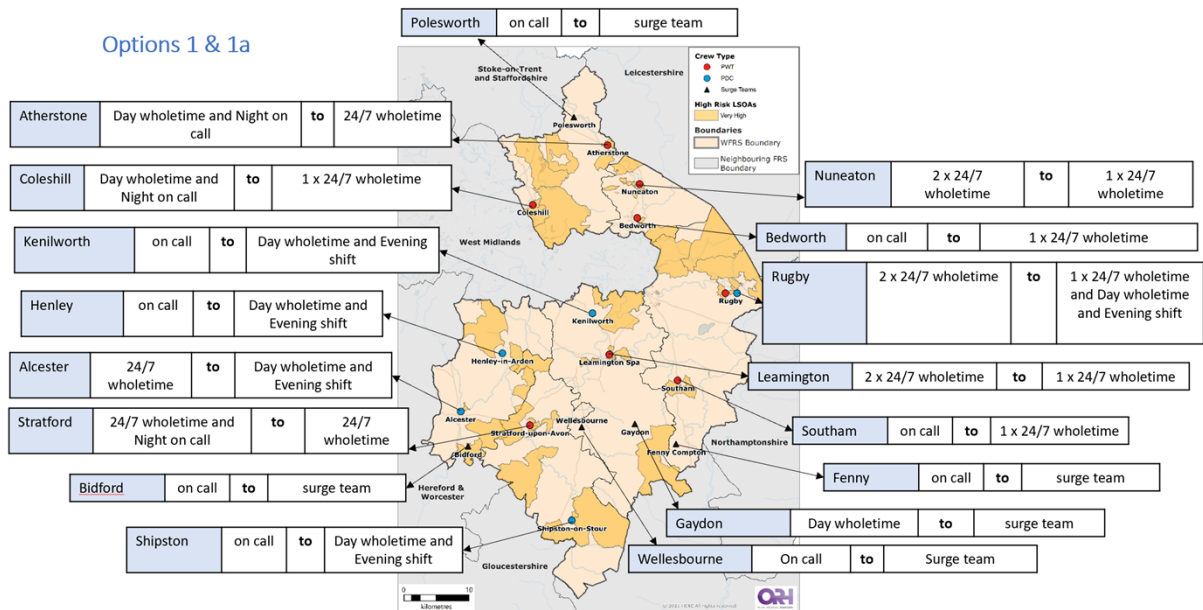 Options 1 & 1a
Polesworth on call to surge team
Atherstone Day wholetime and Night on call to 24/7 wholetime
Coleshill Day wholetime and Night on call to 1 x 24/7 wholetime
Kenilworth on call to Day wholetime and Evening shift
Henley on call to Day wholetime and Evening shift
Alcester 24/7 wholetime to Day wholetime and Evening shift
Stratford 24/7 wholetime and Night on call to 24/7 wholetime
Bidford on call to surge team
Shipston on call to Day wholetime and Evening shift
Nuneaton 2 x 24/7 wholetime to 1 x 24/7 wholetime
Bedworth on call to 1 x 24/7 wholetime
Rugby 2 x 24/7 wholetime to 1 x 24/7 wholetime and Day wholetime and Evening shift
Leamington 2 x 24/7 wholetime to 1 x 24/7 wholetime
Southam on call to 1 x 24/7 wholetime
Fenny on call to surge team
Gaydon Day wholetime to surge team
Wellesbourne On call to Surge team
Crew Type
PWT
PDC
Surge Teams
High Risk LSOAs
Very High
Boundaries
WFRS Boundary
Neighbouring FRS
Boundary
Stoke-on-Trent
and Staffordshire
Leicestershire
Polesworth
Atherstone
Nuneaton
Coleshill
Bedworth
West Midlands
Rugby
Kenilworth
Henley-in-Arden
Leamington Spa
Southam
Alcester
Wellesbourne
Stratford-upon-Avon
Gaydon
Northamptonshire
Bidford
Fenny Compton
Hereford &
Worcester
Shipston-on-Stour
Gloucestershire
0 10
kilometres
ORH